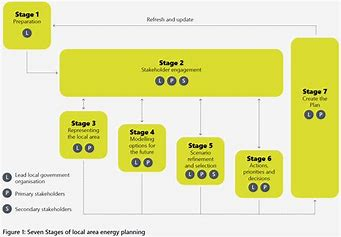 Stage 1
Preparation
L
Refresh and update
Stage 2
Stakeholder engagement
L P S
Stage 7
Create the
Plan
L P
Stage 3
Representing
the local area
L P
Stage 4
Modelling
options for
the future
L P
Stage 5
Scenario
refinement
and selection
L P S
Stage 6
Actions,
priorities and
decisions
L P
L Lead local government
organisation
P Primary stakeholders
S Secondary stakeholders
Figure 1: Seven Stages of local area energy planning